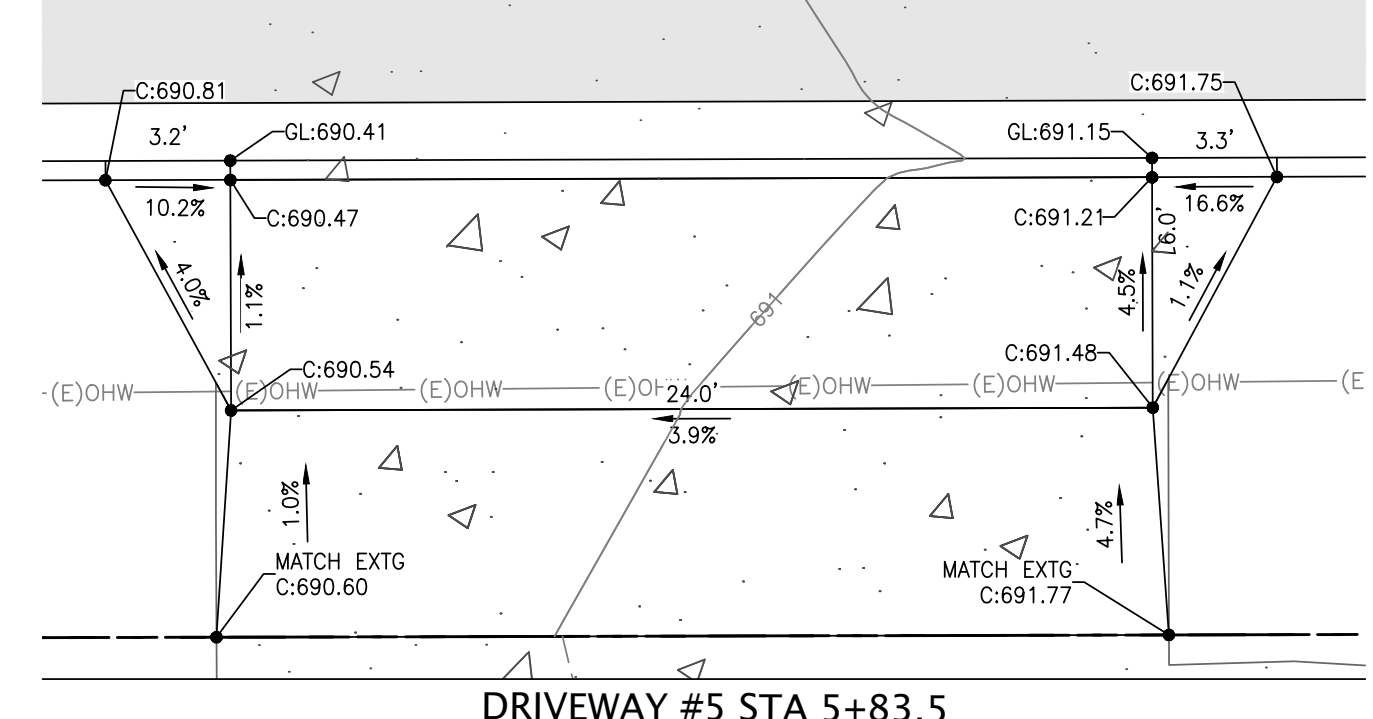 C:690.81
C:691.75
3.2'
GL:690.41
GL:691.15
3.3'
10.2%
C:690.47
C:691.21
16.6%
16.0'
4.0%
1.1%
4.5%
1.1%
691
C:690.54
C:691.48
(E)OHW
(E)OHW
(E)OHW
(E)OH
24.0'
(E)OHW
(E)OHW
(E)OHW
(E
3.9%
1.0%
4.7%
MATCH EXTG
C:690.60
MATCH EXTG
C:691.77
DRIVEWAY #5 STA 5+83.5